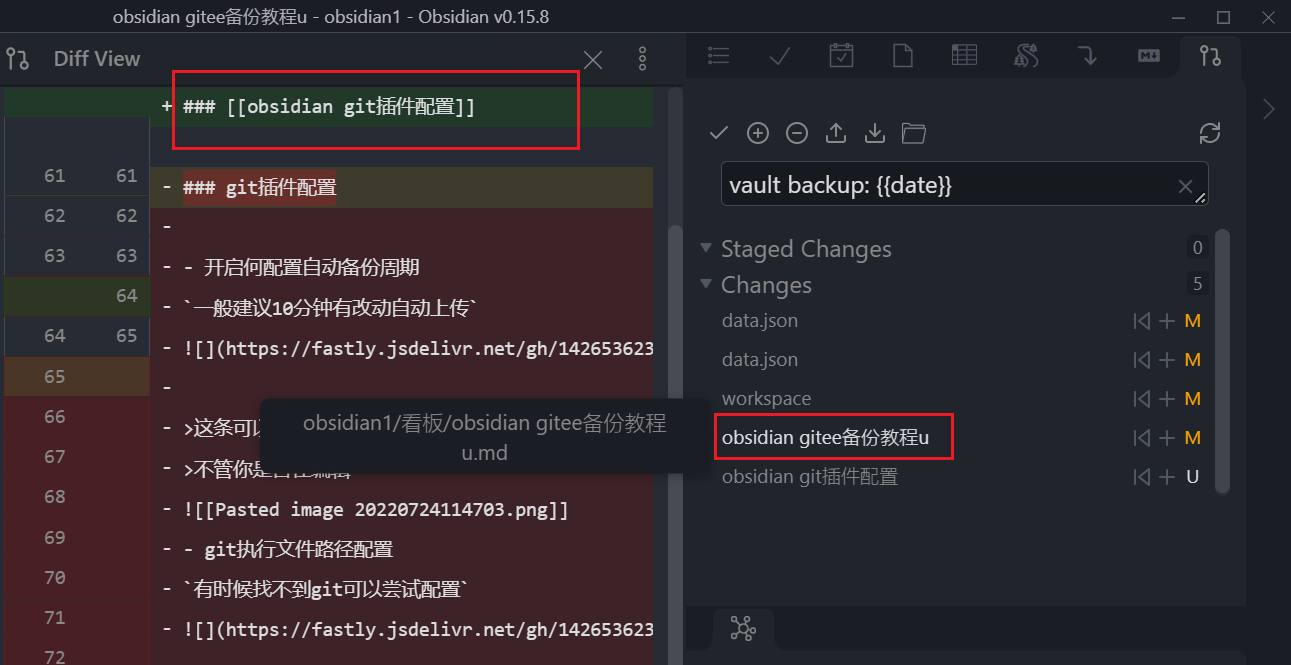 obsidian gitee备份教程u - obsidian1 - Obsidian v0.15.8
Diff View
+ ### [[obsidian git插件配置]]
61 61 - ### git插件配置
62 62 -
63 63 - - 开启何配置自动备份周期
64 - `一般建议10分钟有改动自动上传`
64 65 - ![](https://fastly.jsdelivr.net/gh/142653623
65 -
66 - >这条可以
67 - >不管你是否在编辑
68 - ![[Pasted image 20220724114703.png]]
69 - - git执行文件路径配置
70 - `有时候找不到git可以尝试配置`
71 - ![](https://fastly.jsdelivr.net/gh/142653623
72
obsidian1/看板/obsidian gitee备份教程
u.md
vault backup: {{date}}
Staged Changes 0
Changes 5
data.json M
data.json M
workspace M
obsidian gitee备份教程u M
obsidian git插件配置 U